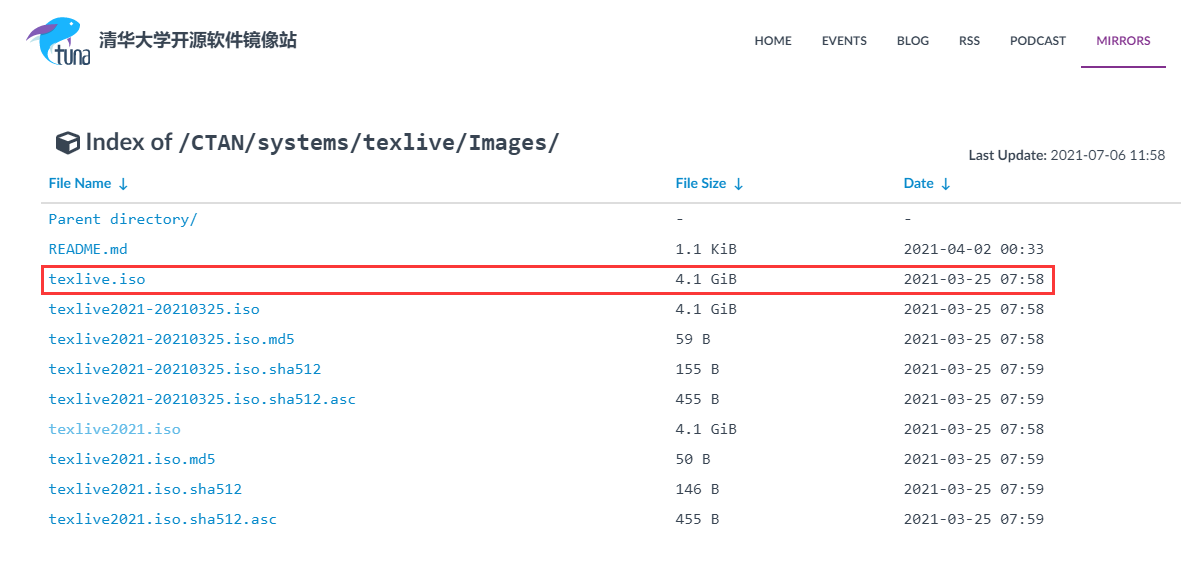 tuna 清华大学开源软件镜像站 HOME EVENTS BLOG RSS PODCAST MIRRORS
Index of /CTAN/systems/texlive/Images/
Last Update: 2021-07-06 11:58
File Name ↓ File Size ↓ Date ↓
Parent directory/ - -
README.md 1.1 KiB 2021-04-02 00:33
texlive.iso 4.1 GiB 2021-03-25 07:58
texlive2021-20210325.iso 4.1 GiB 2021-03-25 07:58
texlive2021-20210325.iso.md5 59 B 2021-03-25 07:58
texlive2021-20210325.iso.sha512 155 B 2021-03-25 07:59
texlive2021-20210325.iso.sha512.asc 455 B 2021-03-25 07:59
texlive2021.iso 4.1 GiB 2021-03-25 07:58
texlive2021.iso.md5 50 B 2021-03-25 07:59
texlive2021.iso.sha512 146 B 2021-03-25 07:59
texlive2021.iso.sha512.asc 455 B 2021-03-25 07:59